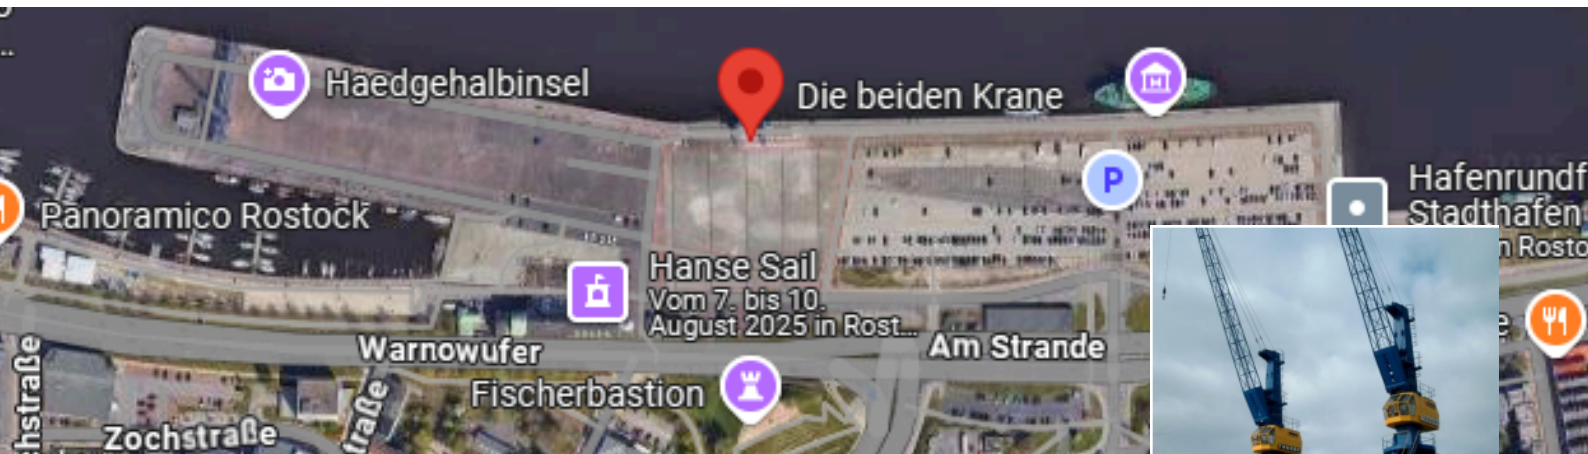 Haedgehalbinsel
Die beiden Krane
P
Hafenrundf
Stadthafen
Panoramico Rostock
Hanse Sail
Vom 7. bis 10.
August 2025 in Rost...
Warnowufer
Am Strande
Fischerbastion
Zochstraße